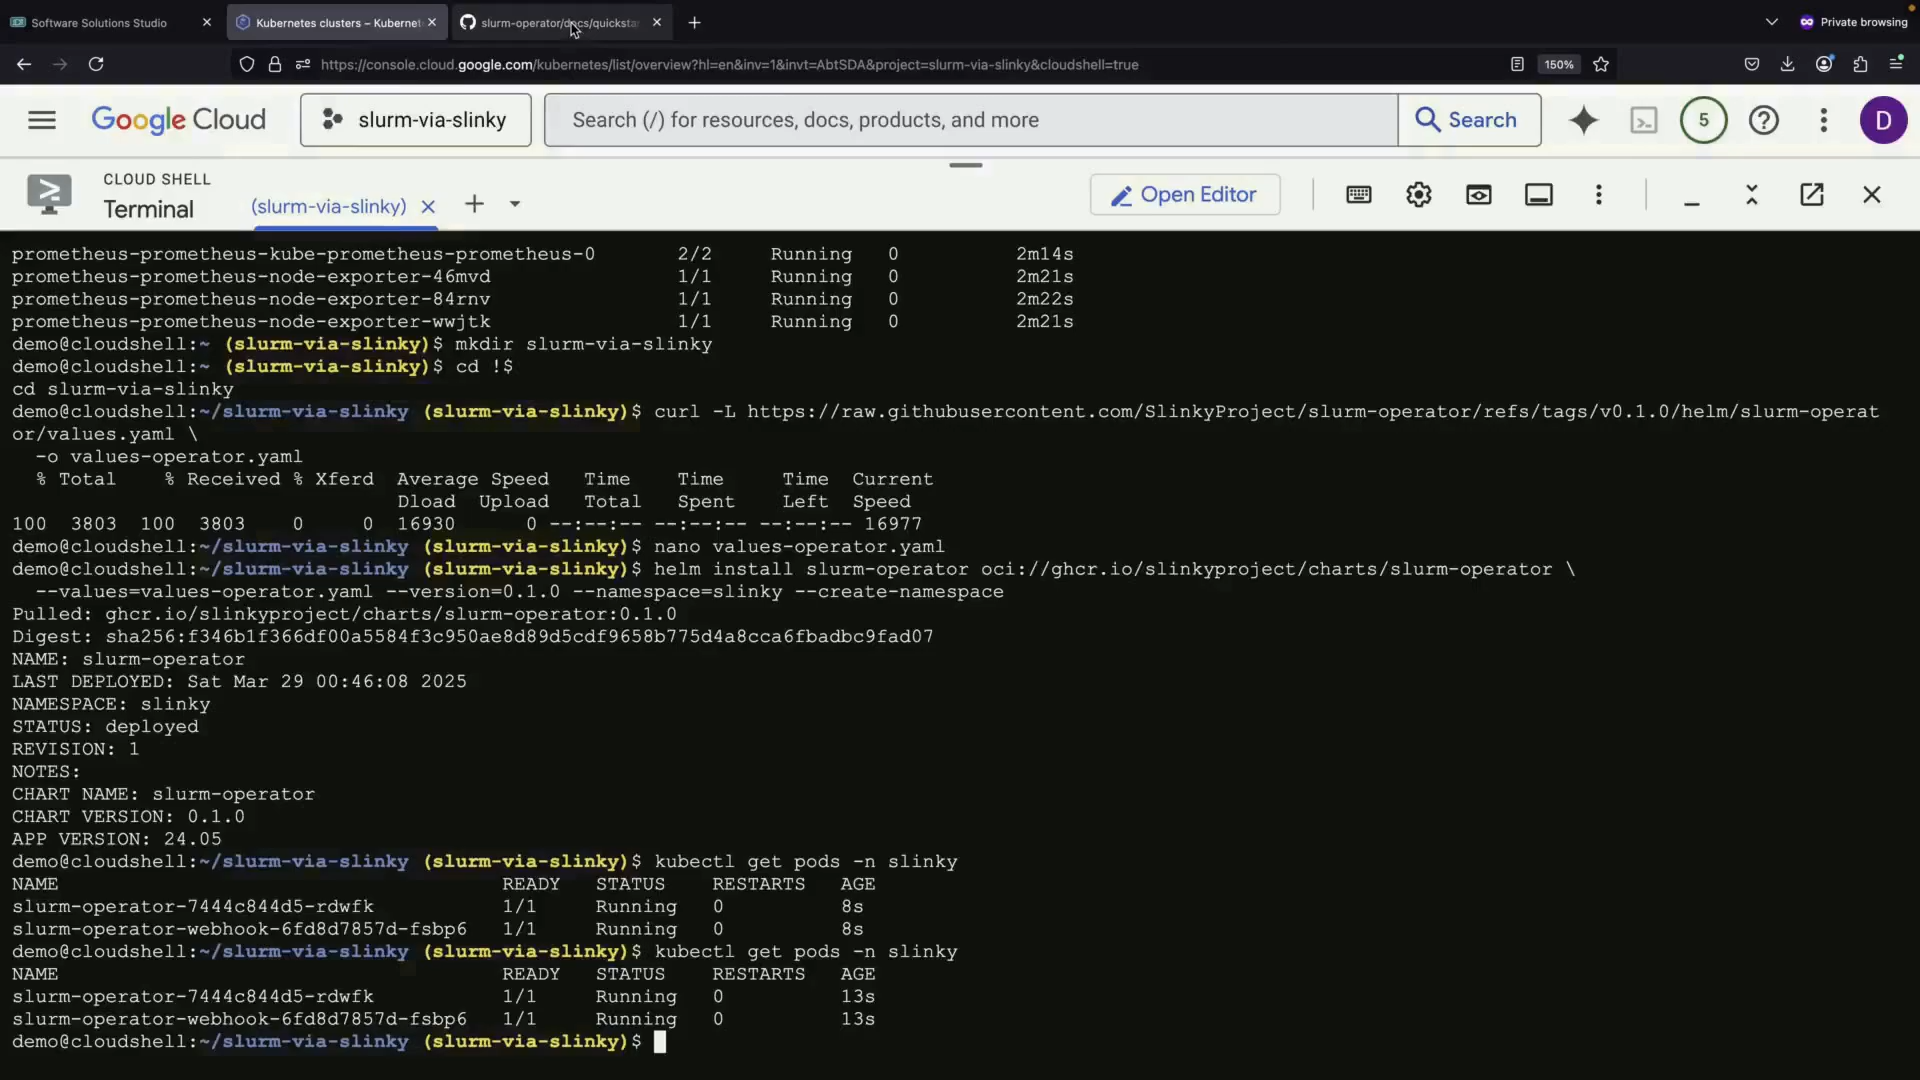 Software Solutions Studio
Kubernetes clusters – Kubernet
slurm-operator/docs/quicksta
Private browsing
https://console.cloud.google.com/kubernetes/list/overview?hl=en&inv=1&invt=AbtSDA&project=slurm-via-slinky&cloudshell=true
150%
Google Cloud
slurm-via-slinky
Search (/) for resources, docs, products, and more
Search
5
D
CLOUD SHELL
Terminal
(slurm-via-slinky)
Open Editor
prometheus-prometheus-kube-prometheus-prometheus-0 2/2 Running 0 2m14s
prometheus-prometheus-node-exporter-46mvd 1/1 Running 0 2m21s
prometheus-prometheus-node-exporter-84rnv 1/1 Running 0 2m22s
prometheus-prometheus-node-exporter-wwjtk 1/1 Running 0 2m21s
demo@cloudshell:~ (slurm-via-slinky)$ mkdir slurm-via-slinky
demo@cloudshell:~ (slurm-via-slinky)$ cd !$
cd slurm-via-slinky
demo@cloudshell:~/slurm-via-slinky (slurm-via-slinky)$ curl -L https://raw.githubusercontent.com/SlinkyProject/slurm-operator/refs/tags/v0.1.0/helm/slurm-operat
or/values.yaml \
-o values-operator.yaml
% Total % Received % Xferd Average Speed Time Time Time Current
Dload Upload Total Spent Left Speed
100 3803 100 3803 0 0 16930 0 --:--:-- --:--:-- --:--:-- 16977
demo@cloudshell:~/slurm-via-slinky (slurm-via-slinky)$ nano values-operator.yaml
demo@cloudshell:~/slurm-via-slinky (slurm-via-slinky)$ helm install slurm-operator oci://ghcr.io/slinkyproject/charts/slurm-operator \
--values=values-operator.yaml --version=0.1.0 --namespace=slinky --create-namespace
Pulled: ghcr.io/slinkyproject/charts/slurm-operator:0.1.0
Digest: sha256:f346b1f366df00a5584f3c950ae8d89d5cdf9658b775d4a8cca6fbadbc9fad07
NAME: slurm-operator
LAST DEPLOYED: Sat Mar 29 00:46:08 2025
NAMESPACE: slinky
STATUS: deployed
REVISION: 1
NOTES:
CHART NAME: slurm-operator
CHART VERSION: 0.1.0
APP VERSION: 24.05
demo@cloudshell:~/slurm-via-slinky (slurm-via-slinky)$ kubectl get pods -n slinky
NAME READY STATUS RESTARTS AGE
slurm-operator-7444c844d5-rdwfk 1/1 Running 0 8s
slurm-operator-webhook-6fd8d7857d-fsbp6 1/1 Running 0 8s
demo@cloudshell:~/slurm-via-slinky (slurm-via-slinky)$ kubectl get pods -n slinky
NAME READY STATUS RESTARTS AGE
slurm-operator-7444c844d5-rdwfk 1/1 Running 0 13s
slurm-operator-webhook-6fd8d7857d-fsbp6 1/1 Running 0 13s
demo@cloudshell:~/slurm-via-slinky (slurm-via-slinky)$